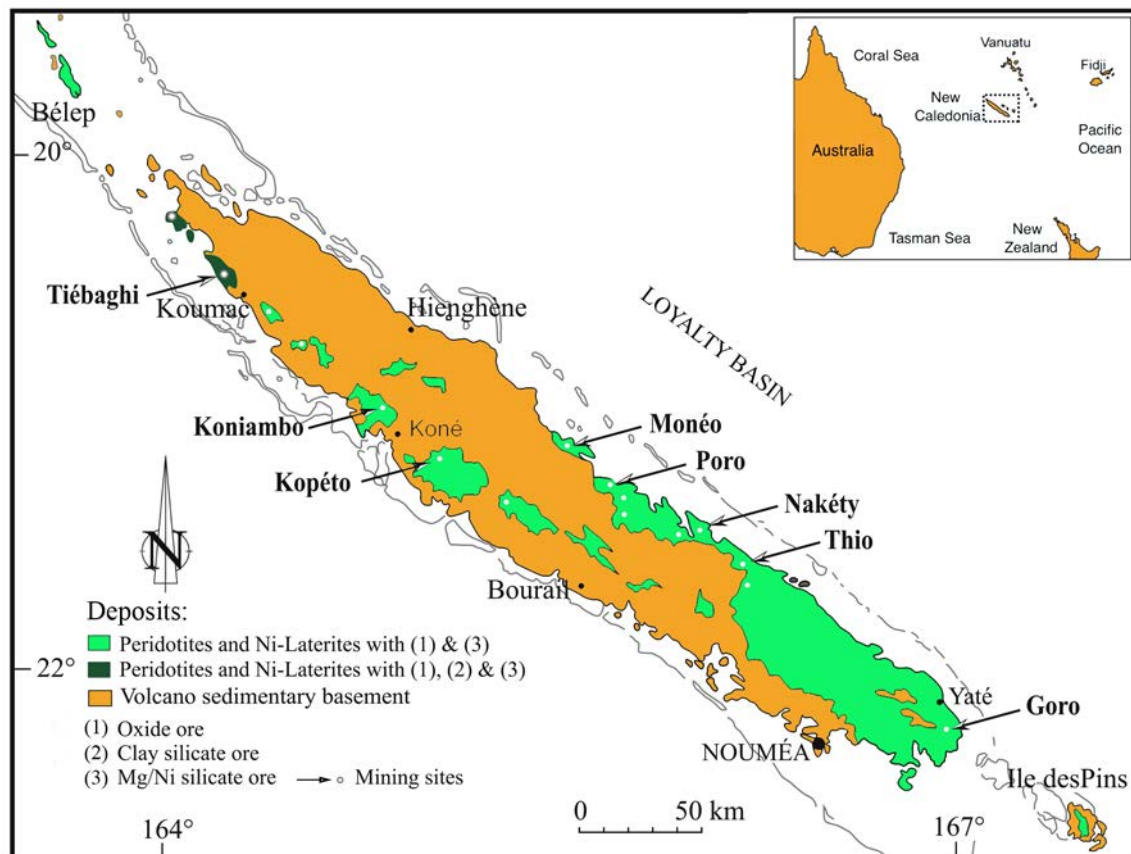 Coral Sea
Vanuatu
Fidji
New
Caledonia
Pacific
Ocean
Australia
Tasman Sea
New
Zealand
Bélep
20°
Tiébaghi
Koumac
Hienghène
LOYALTY BASIN
Koniambo
Koné
Monéo
Poro
Kopéto
Nakéty
Thio
N
Bourail
Deposits:
Peridotites and Ni-Laterites with (1) & (3)
Peridotites and Ni-Laterites with (1), (2) & (3)
Volcano sedimentary basement
(1) Oxide ore
(2) Clay silicate ore
(3) Mg/Ni silicate ore
Mining sites
22°
Yaté
Goro
NOUMÉA
Ile desPins
0 50 km
164°
167°